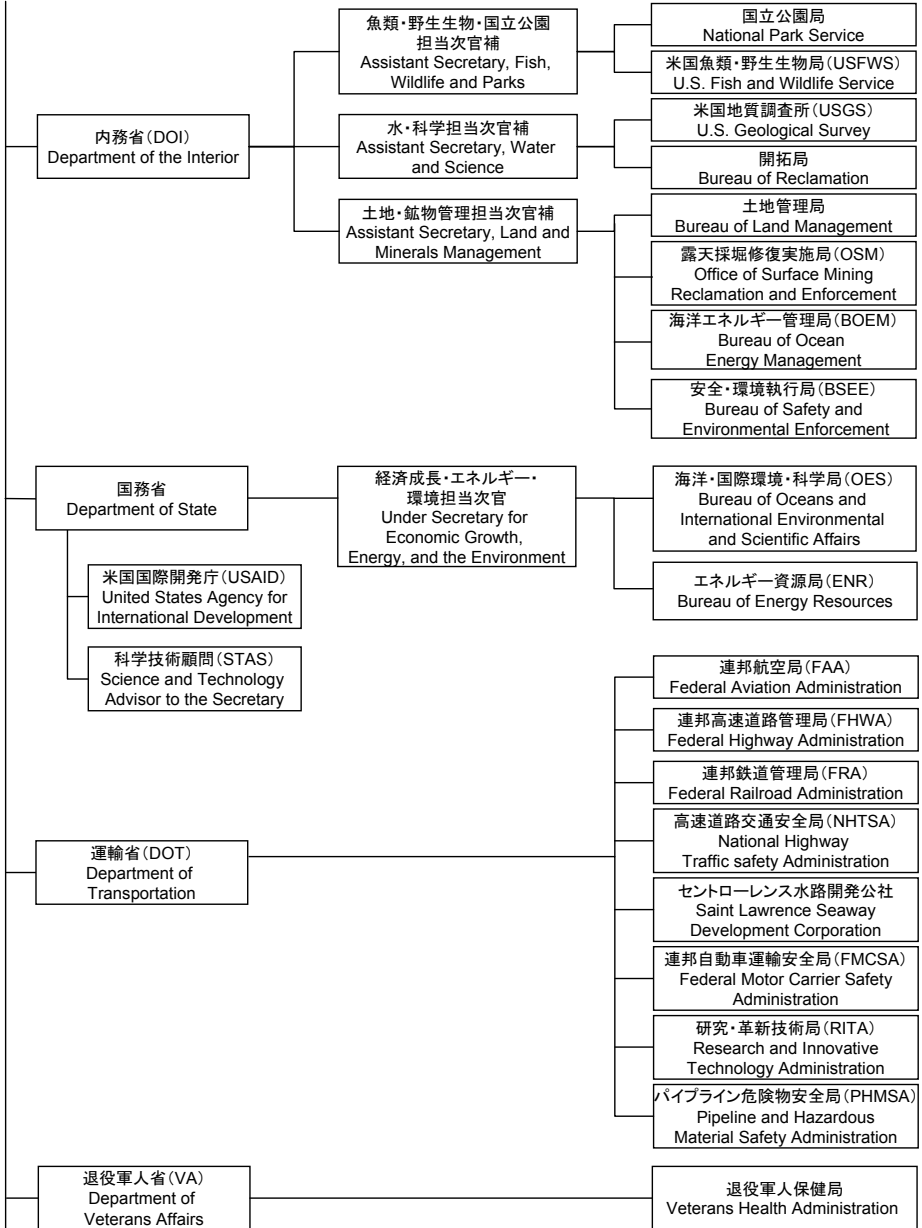 内務省(DOI)
Department of the Interior
魚類・野生生物・国立公園
担当次官補
Assistant Secretary, Fish,
Wildlife and Parks
国立公園局
National Park Service
米国魚類・野生生物局(USFWS)
U.S. Fish and Wildlife Service
水・科学担当次官補
Assistant Secretary, Water
and Science
米国地質調査所(USGS)
U.S. Geological Survey
開拓局
Bureau of Reclamation
土地・鉱物管理担当次官補
Assistant Secretary, Land and
Minerals Management
土地管理局
Bureau of Land Management
露天採堀修復実施局(OSM)
Office of Surface Mining
Reclamation and Enforcement
海洋エネルギー管理局(BOEM)
Bureau of Ocean
Energy Management
安全・環境執行局(BSEE)
Bureau of Safety and
Environmental Enforcement
国務省
Department of State
米国国際開発庁(USAID)
United States Agency for
International Development
科学技術顧問(STAS)
Science and Technology
Advisor to the Secretary
経済成長・エネルギー・
環境担当次官
Under Secretary for
Economic Growth,
Energy, and the Environment
海洋・国際環境・科学局(OES)
Bureau of Oceans and
International Environmental
and Scientific Affairs
エネルギー資源局(ENR)
Bureau of Energy Resources
運輸省(DOT)
Department of
Transportation
連邦航空局(FAA)
Federal Aviation Administration
連邦高速道路管理局(FHWA)
Federal Highway Administration
連邦鉄道管理局(FRA)
Federal Railroad Administration
高速道路交通安全局(NHTSA)
National Highway
Traffic safety Administration
セントローレンス水路開発公社
Saint Lawrence Seaway
Development Corporation
連邦自動車運輸安全局(FMCSA)
Federal Motor Carrier Safety
Administration
研究・革新技術局(RITA)
Research and Innovative
Technology Administration
パイプライン危険物安全局(PHMSA)
Pipeline and Hazardous
Material Safety Administration
退役軍人省(VA)
Department of
Veterans Affairs
退役軍人保健局
Veterans Health Administration